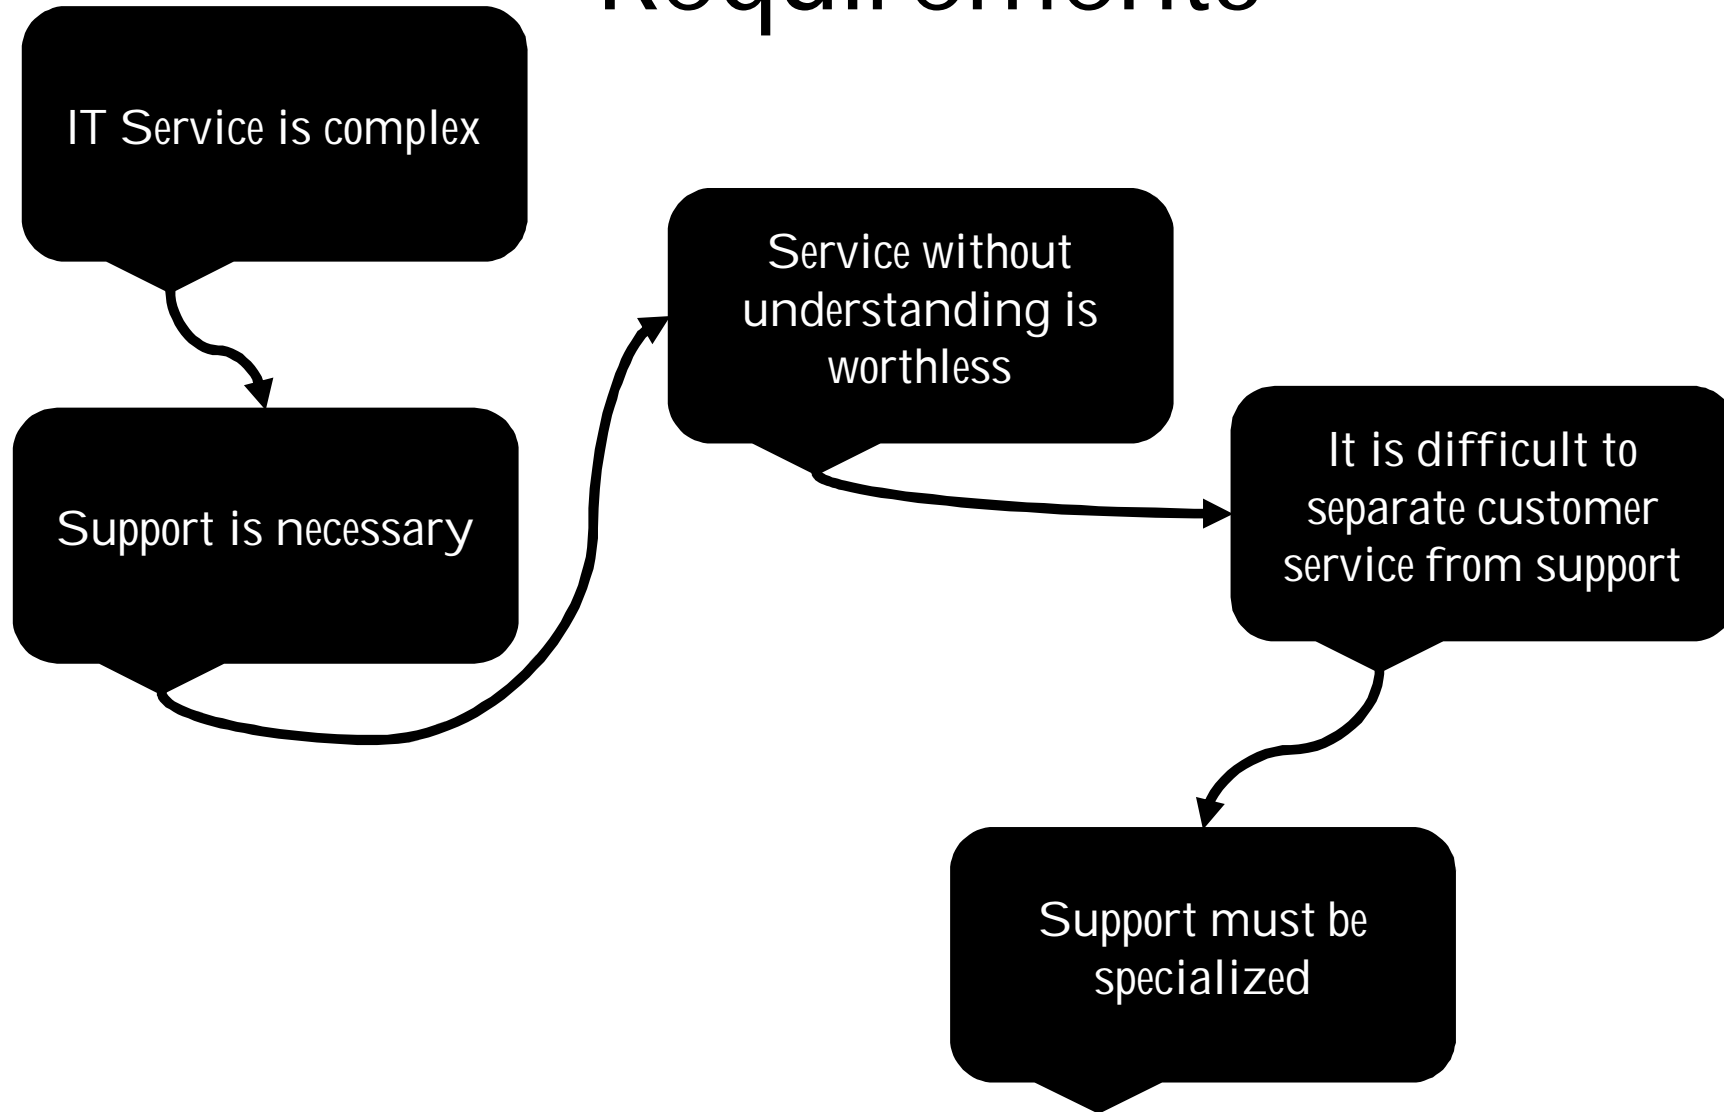 Requirements
IT Service is complex
Support is necessary
Service without
understanding is
worthless
It is difficult to
separate customer
service from support
Support must be
specialized